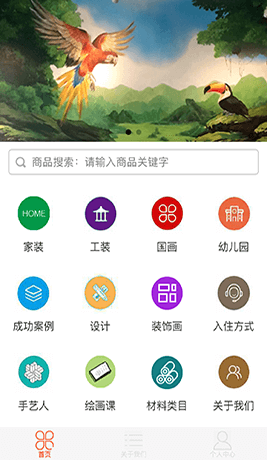 商品搜索：请输入商品关键字
HOME
家装
工装
国画
幼儿园
成功案例
设计
装饰画
入住方式
手艺人
绘画课
材料类目
关于我们
首页
关于我们
个人中心